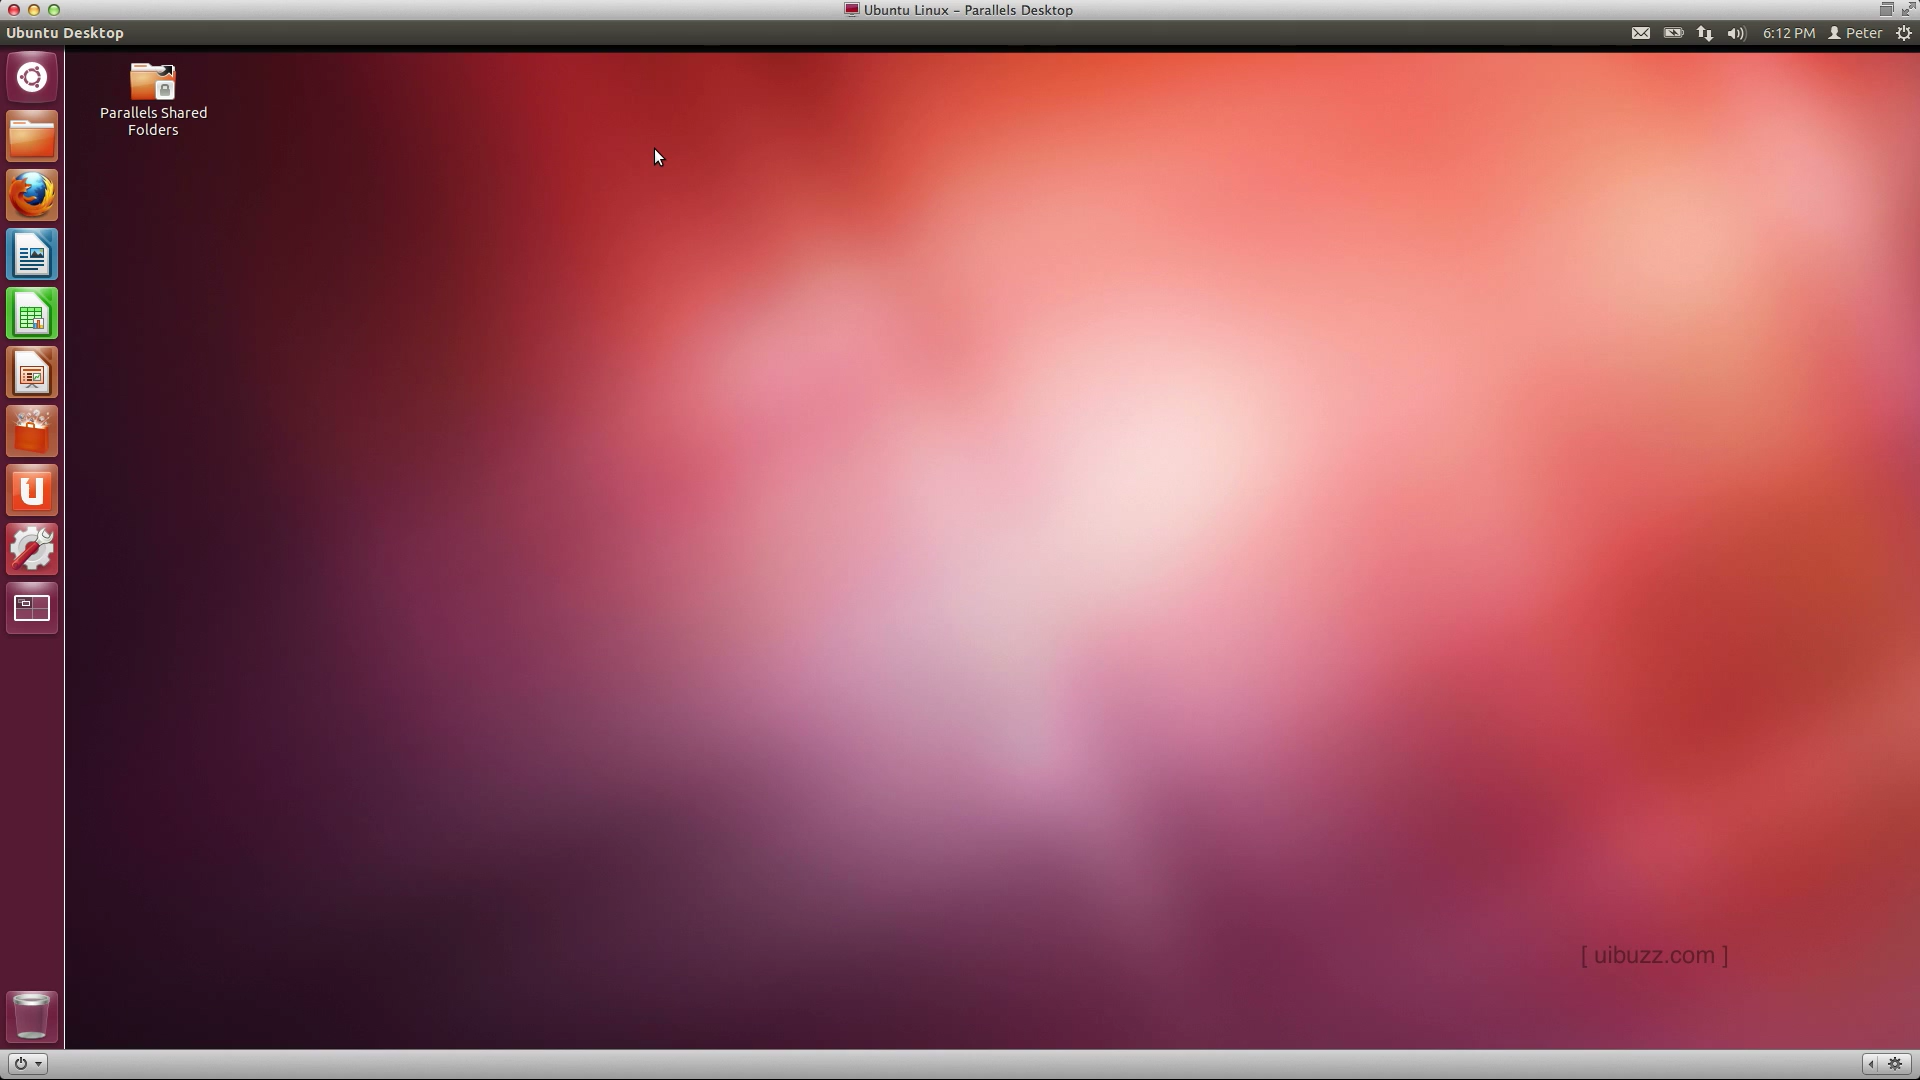 Ubuntu Linux – Parallels Desktop
Ubuntu Desktop
6:12 PM
Peter
Parallels Shared
Folders
[ uibuzz.com ]